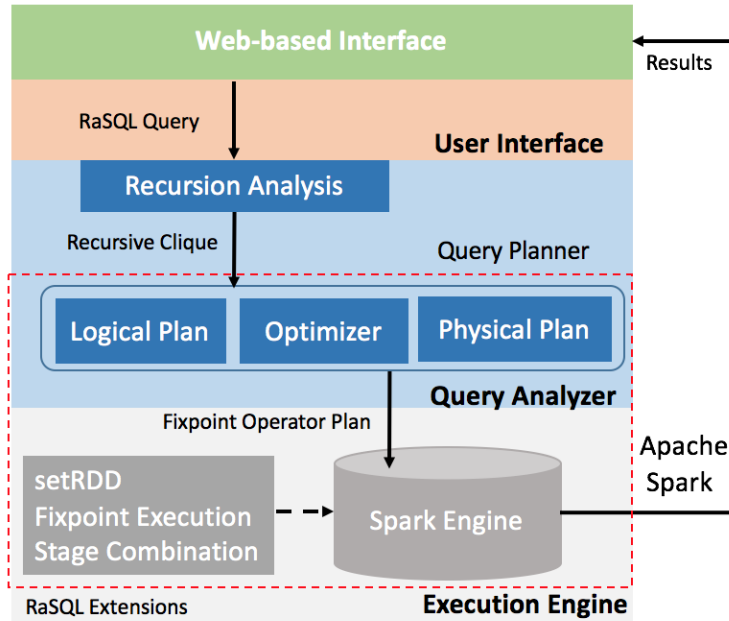 Web-based Interface
Results
RaSQL Query
User Interface
Recursion Analysis
Recursive Clique
Query Planner
Logical Plan
Optimizer
Physical Plan
Query Analyzer
Fixpoint Operator Plan
Apache
Spark
setRDD
Fixpoint Execution
Stage Combination
Spark Engine
RaSQL Extensions
Execution Engine